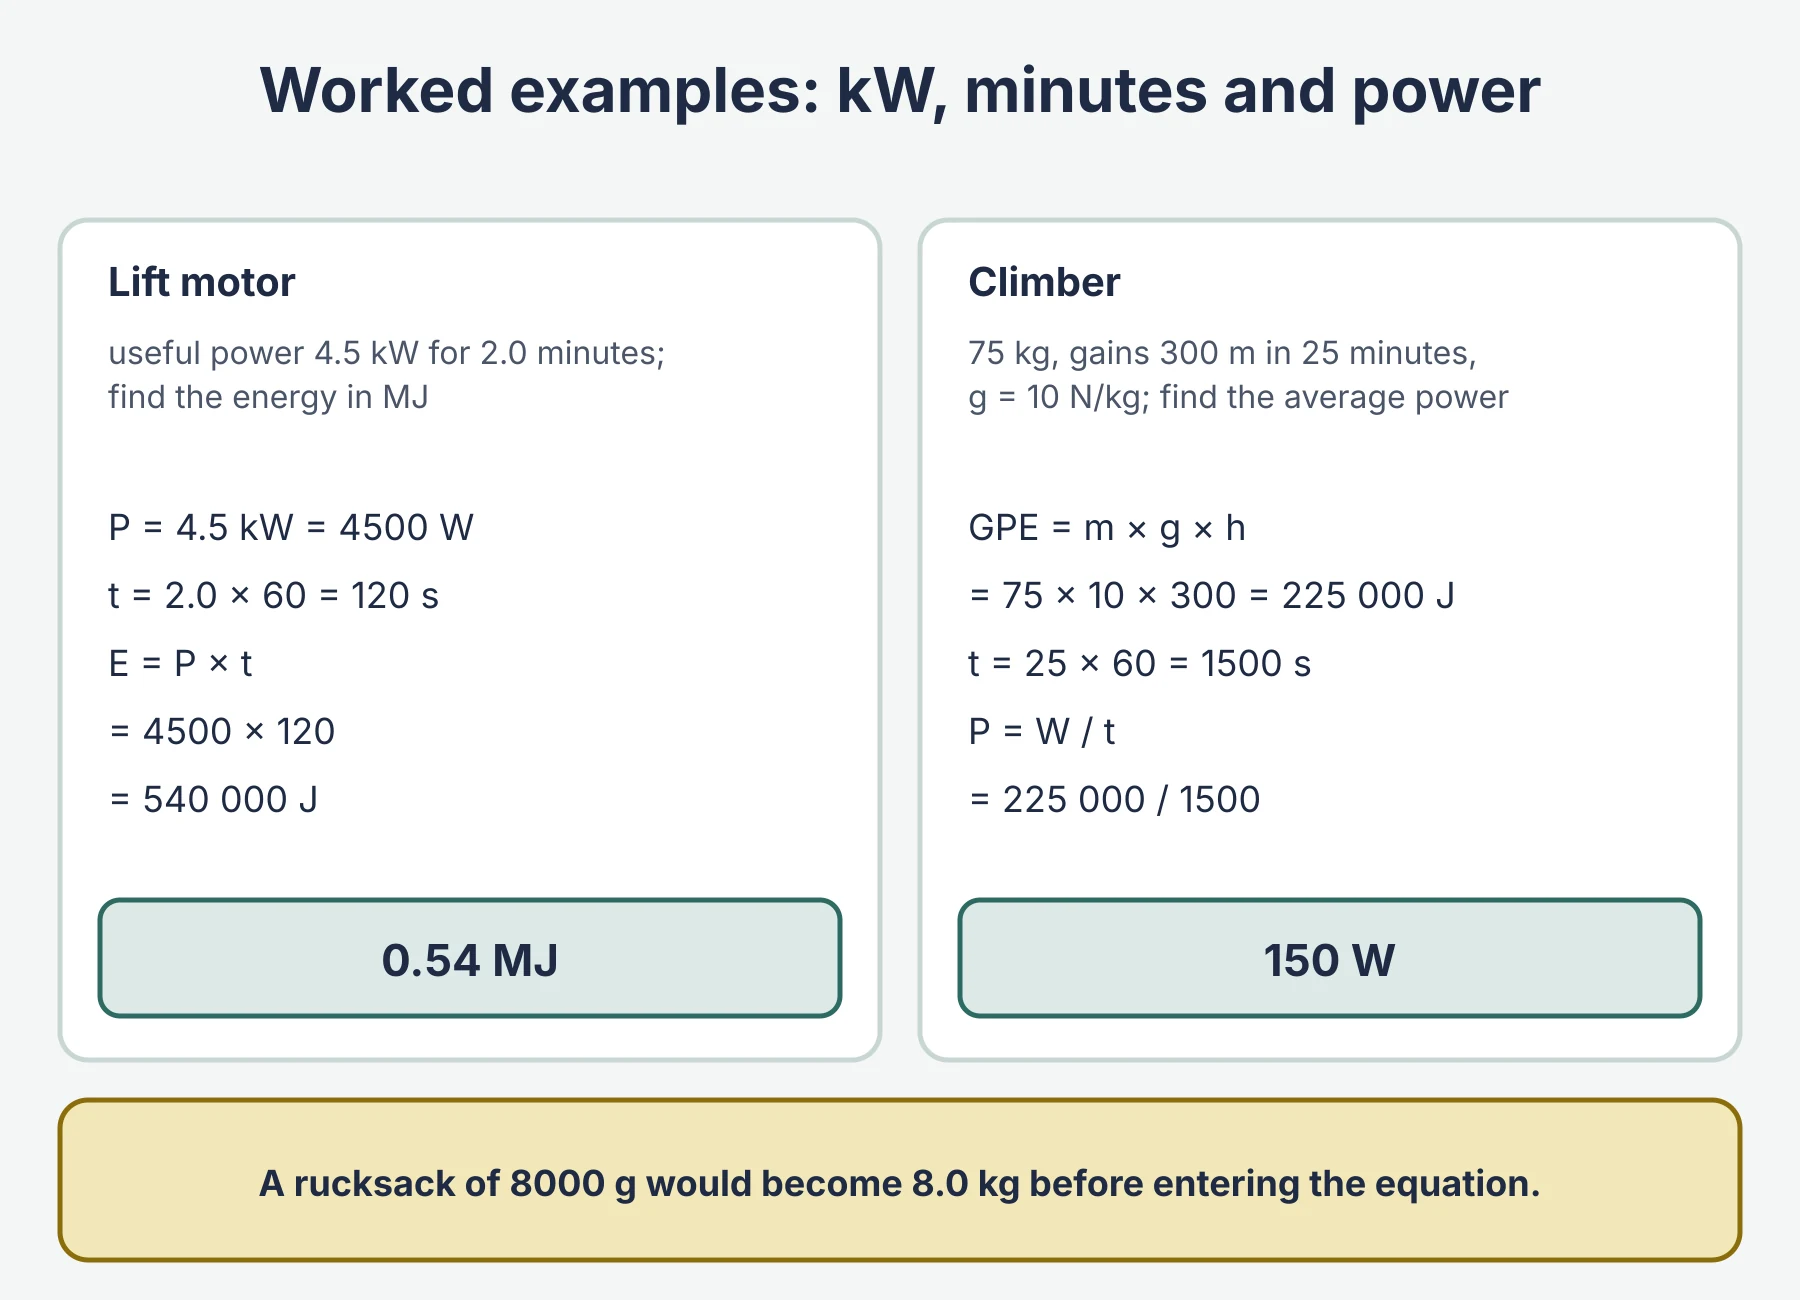 Worked examples: kW, minutes and power
Lift motor
useful power 4.5 kW for 2.0 minutes;
find the energy in MJ
P = 4.5 kW = 4500 W
t = 2.0 × 60 = 120 s
E = P × t
= 4500 × 120
= 540 000 J
0.54 MJ
Climber
75 kg, gains 300 m in 25 minutes,
g = 10 N/kg; find the average power
GPE = m × g × h
= 75 × 10 × 300 = 225 000 J
t = 25 × 60 = 1500 s
P = W / t
= 225 000 / 1500
150 W
A rucksack of 8000 g would become 8.0 kg before entering the equation.